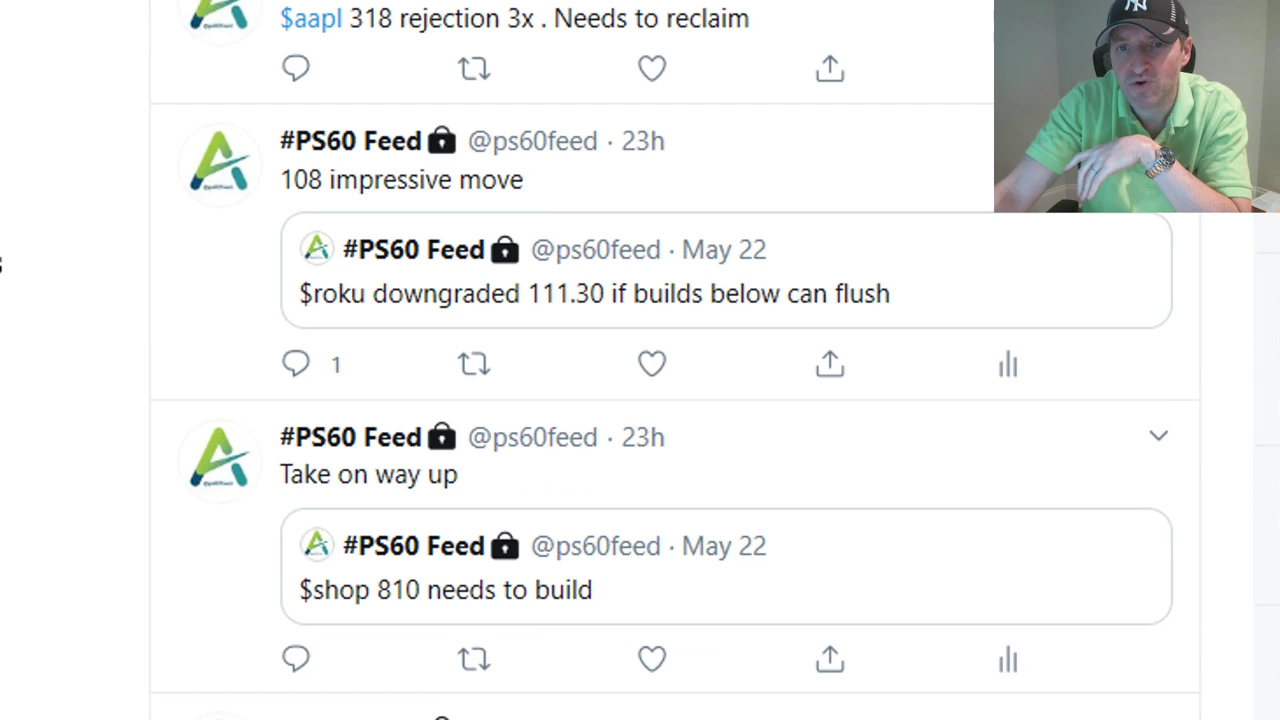 $aapl 318 rejection 3x . Needs to reclaim
#PS60 Feed @ps60feed · 23h
108 impressive move
#PS60 Feed @ps60feed · May 22
$roku downgraded 111.30 if builds below can flush
1
#PS60 Feed @ps60feed · 23h
Take on way up
#PS60 Feed @ps60feed · May 22
$shop 810 needs to build